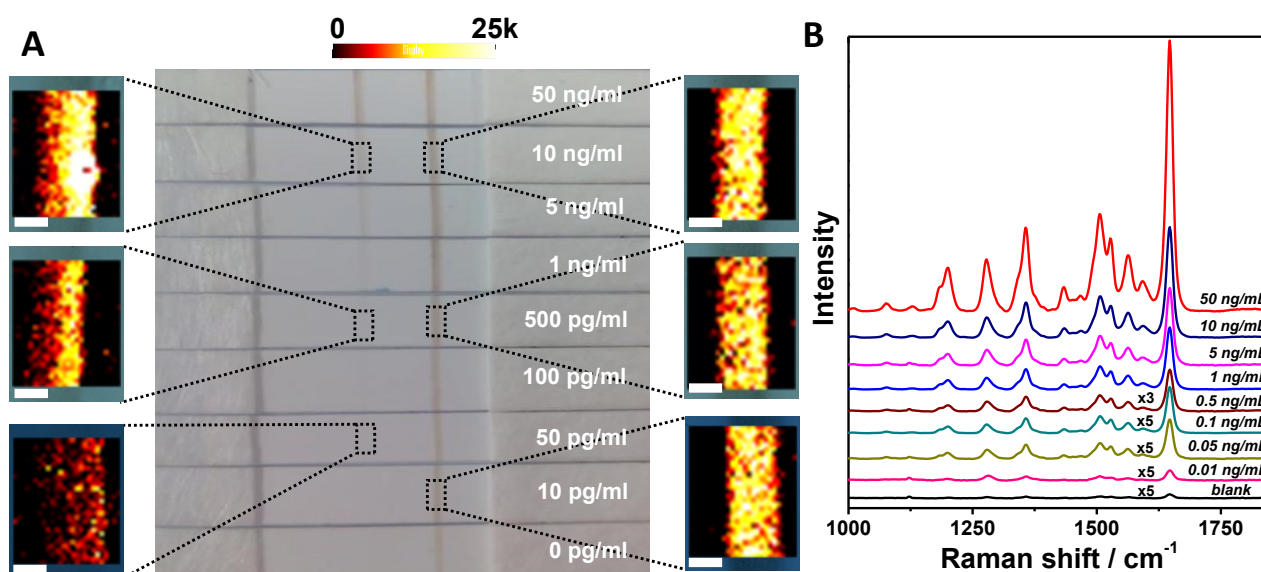 A
0 25k
50 ng/ml
10 ng/ml
5 ng/ml
1 ng/ml
500 pg/ml
100 pg/ml
50 pg/ml
10 pg/ml
0 pg/ml
B
Intensity
50 ng/mL
10 ng/mL
5 ng/mL
1 ng/mL
x3 0.5 ng/mL
x5 0.1 ng/mL
x5 0.05 ng/mL
x5 0.01 ng/mL
x5 blank
1000 1250 1500 1750
Raman shift / cm⁻¹